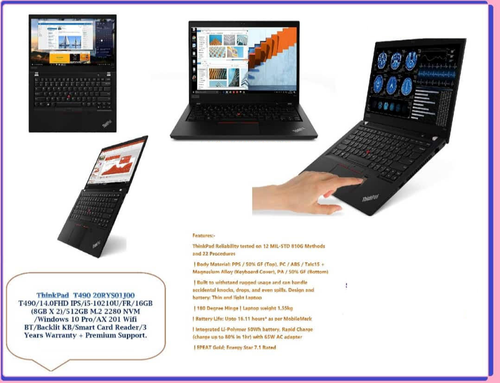 ThinkPad
Features:-
ThinkPad Reliability tested on 12 MIL-STD 810G Methods
and 22 Procedures
| Body Material: PPS / 50% GF (Top), PC / ABS / Talc15 +
Magnesium Alloy (Keyboard Cover), PA / 50% GF (Bottom)
| Built to withstand rugged usage and can handle
accidental knocks, drops, and even spills. Design and
battery: Thin and light Laptop
| 180 Degree Hinge | Laptop weight 1.55kg
| Battery Life: Upto 16.11 hours* as per MobileMark
| Integrated Li-Polymer 50Wh battery, Rapid Charge
(charge up to 80% in 1hr) with 65W AC adapter
| EPEAT Gold; Energy Star 7.1 Rated
ThinkPad T490 20RYS01J00
T490/14.0FHD IPS/i5-10210U/FR/16GB
(8GB X 2)/512GB M.2 2280 NVM
/Windows 10 Pro/AX 201 Wifi
BT/Backlit KB/Smart Card Reader/3
Years Warranty + Premium Support.